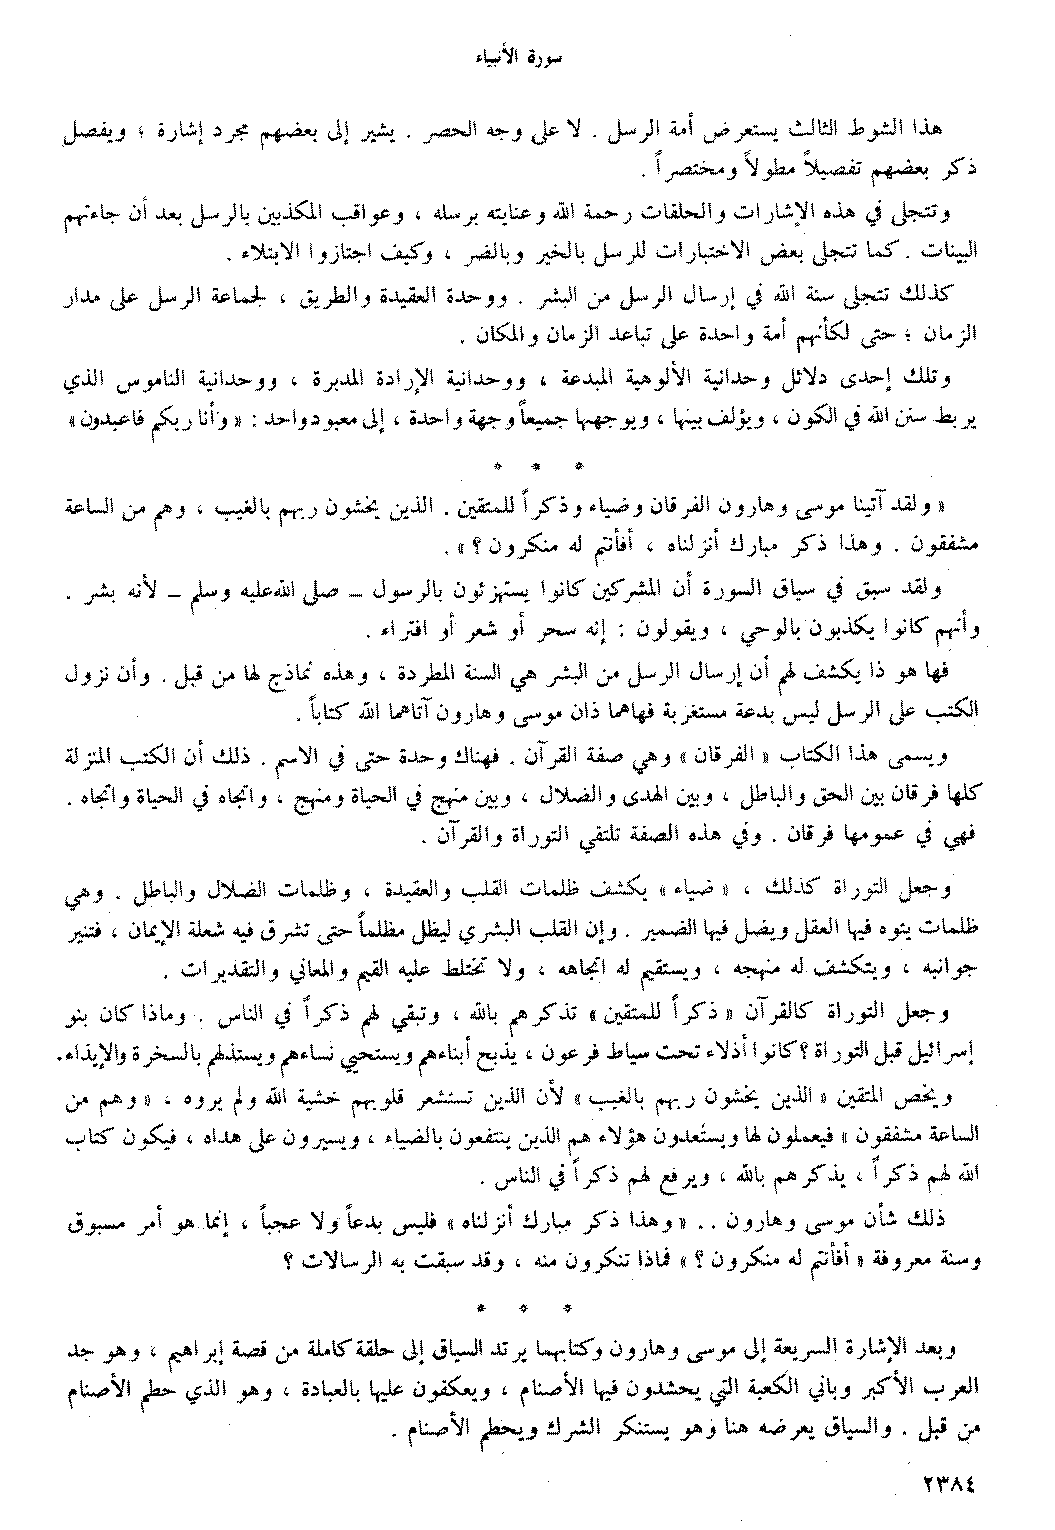 سورة الأنبياء
هذا الشوط الثالث يستعرض أمة الرسل . لا على وجه الحصر . يشير إلى بعضهم مجرد إشارة ؛ ويفصل
ذكر بعضهم تفصيلاً مطولاً ومختصراً .
وتتجلى في هذه الإشارات والحلقات رحمة الله وعنايته برسله ، وعواقب المكذبين بالرسل بعد أن جاءتهم
البينات . كما تتجلى بعض الاختبارات للرسل بالخير وبالضر ، وكيف اجتازوا الابتلاء .
كذلك تتجلى سنة الله في إرسال الرسل من البشر . ووحدة العقيدة والطريق ، لجماعة الرسل على مدار
الزمان ؛ حتى لكأنهم أمة واحدة على تباعد الزمان والمكان .
وتلك إحدى دلائل وحدانية الألوهية المبدعة ، ووحدانية الإرادة المدبرة ، ووحدانية الناموس الذي
يربط سنن الله في الكون ، ويؤلف بينها ، ويوجهها جميعاً وجهة واحدة ، إلى معبود واحد : « وأنا ربكم فاعبدون »
* * *
« ولقد آتينا موسى وهارون الفرقان وضياء وذكراً للمتقين . الذين يخشون ربهم بالغيب ، وهم من الساعة
مشفقون . وهذا ذكر مبارك أنزلناه ، أفأنتم له منكرون ؟ » .
ولقد سبق في سياق السورة أن المشركين كانوا يستهزئون بالرسول – صلى الله عليه وسلم – لأنه بشر .
وأنهم كانوا يكذبون بالوحي ، ويقولون : إنه سحر أو شعر أو افتراء .
فها هو ذا يكشف لهم أن إرسال الرسل من البشر هي السنة المطردة ، وهذه نماذج لها من قبل . وأن نزول
الكتب على الرسل ليس بدعة مستغربة فهاهما ذان موسى وهارون آتاهما الله كتاباً .
ويسمى هذا الكتاب « الفرقان » وهي صفة القرآن . فهناك وحدة حتى في الاسم . ذلك أن الكتب المنزلة
كلها فرقان بين الحق والباطل ، وبين الهدى والضلال ، وبين منهج في الحياة ومنهج ، واتجاه في الحياة واتجاه .
فهي في عمومها فرقان . وفي هذه الصفة تلتقي التوراة والقرآن .
وجعل التوراة كذلك ، « ضياء » يكشف ظلمات القلب والعقيدة ، وظلمات الضلال والباطل . وهي
ظلمات يتوه فيها العقل ويضل فيها الضمير . وإن القلب البشري ليظل مظلماً حتى تشرق فيه شعلة الإيمان ، فتنير
جوانبه ، ويتكشف له منهجه ، ويستقيم له اتجاهه ، ولا تختلط عليه القيم والمعاني والتقديرات .
وجعل التوراة كالقرآن « ذكراً للمتقين » تذكرهم بالله ، وتبقي لهم ذكراً في الناس . وماذا كان بنو
إسرائيل قبل التوراة ؟ كانوا أذلاء تحت سياط فرعون ، يذبح أبناءهم ويستحيي نساءهم ويستذلهم بالسخرة والإيذاء.
ويخص المتقين « الذين يخشون ربهم بالغيب » لأن الذين تستشعر قلوبهم خشية الله ولم يروه ، « وهم من
الساعة مشفقون » فيعملون لها ويستعدون هؤلاء هم الذين ينتفعون بالضياء ، ويسيرون على هداه ، فيكون كتاب
الله لهم ذكراً ، يذكرهم بالله ، ويرفع لهم ذكراً في الناس .
ذلك شأن موسى وهارون .. « وهذا ذكر مبارك أنزلناه » فليس بدعاً ولا عجباً ، إنما هو أمر مسبوق
وسنة معروفة « أفأنتم له منكرون ؟ » فماذا تنكرون منه ، وقد سبقت به الرسالات ؟
* * *
وبعد الإشارة السريعة إلى موسى وهارون وكتابهما يرتد السياق إلى حلقة كاملة من قصة إبراهيم ، وهو جد
العرب الأكبر وباني الكعبة التي يحشدون فيها الأصنام ، ويعكفون عليها بالعبادة ، وهو الذي حطم الأصنام
من قبل . والسياق يعرضه هنا وهو يستنكر الشرك ويحطم الأصنام .
٢٣٨٤